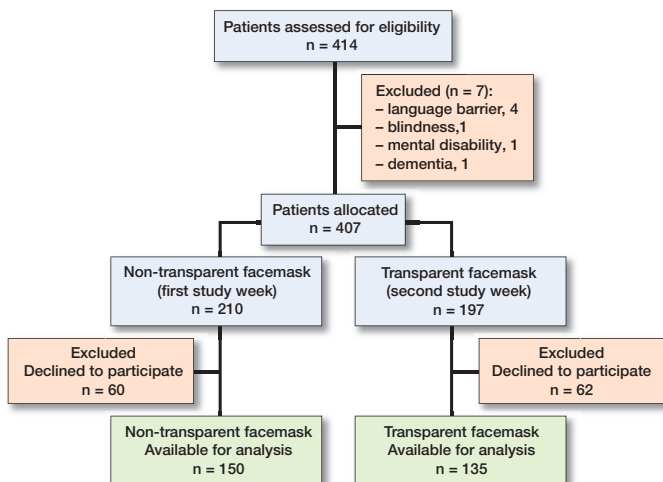 Patients assessed for eligibility
n = 414
Excluded (n = 7):
– language barrier, 4
– blindness,1
– mental disability, 1
– dementia, 1
Patients allocated
n = 407
Non-transparent facemask
(first study week)
n = 210
Transparent facemask
(second study week)
n = 197
Excluded
Declined to participate
n = 60
Excluded
Declined to participate
n = 62
Non-transparent facemask
Available for analysis
n = 150
Transparent facemask
Available for analysis
n = 135